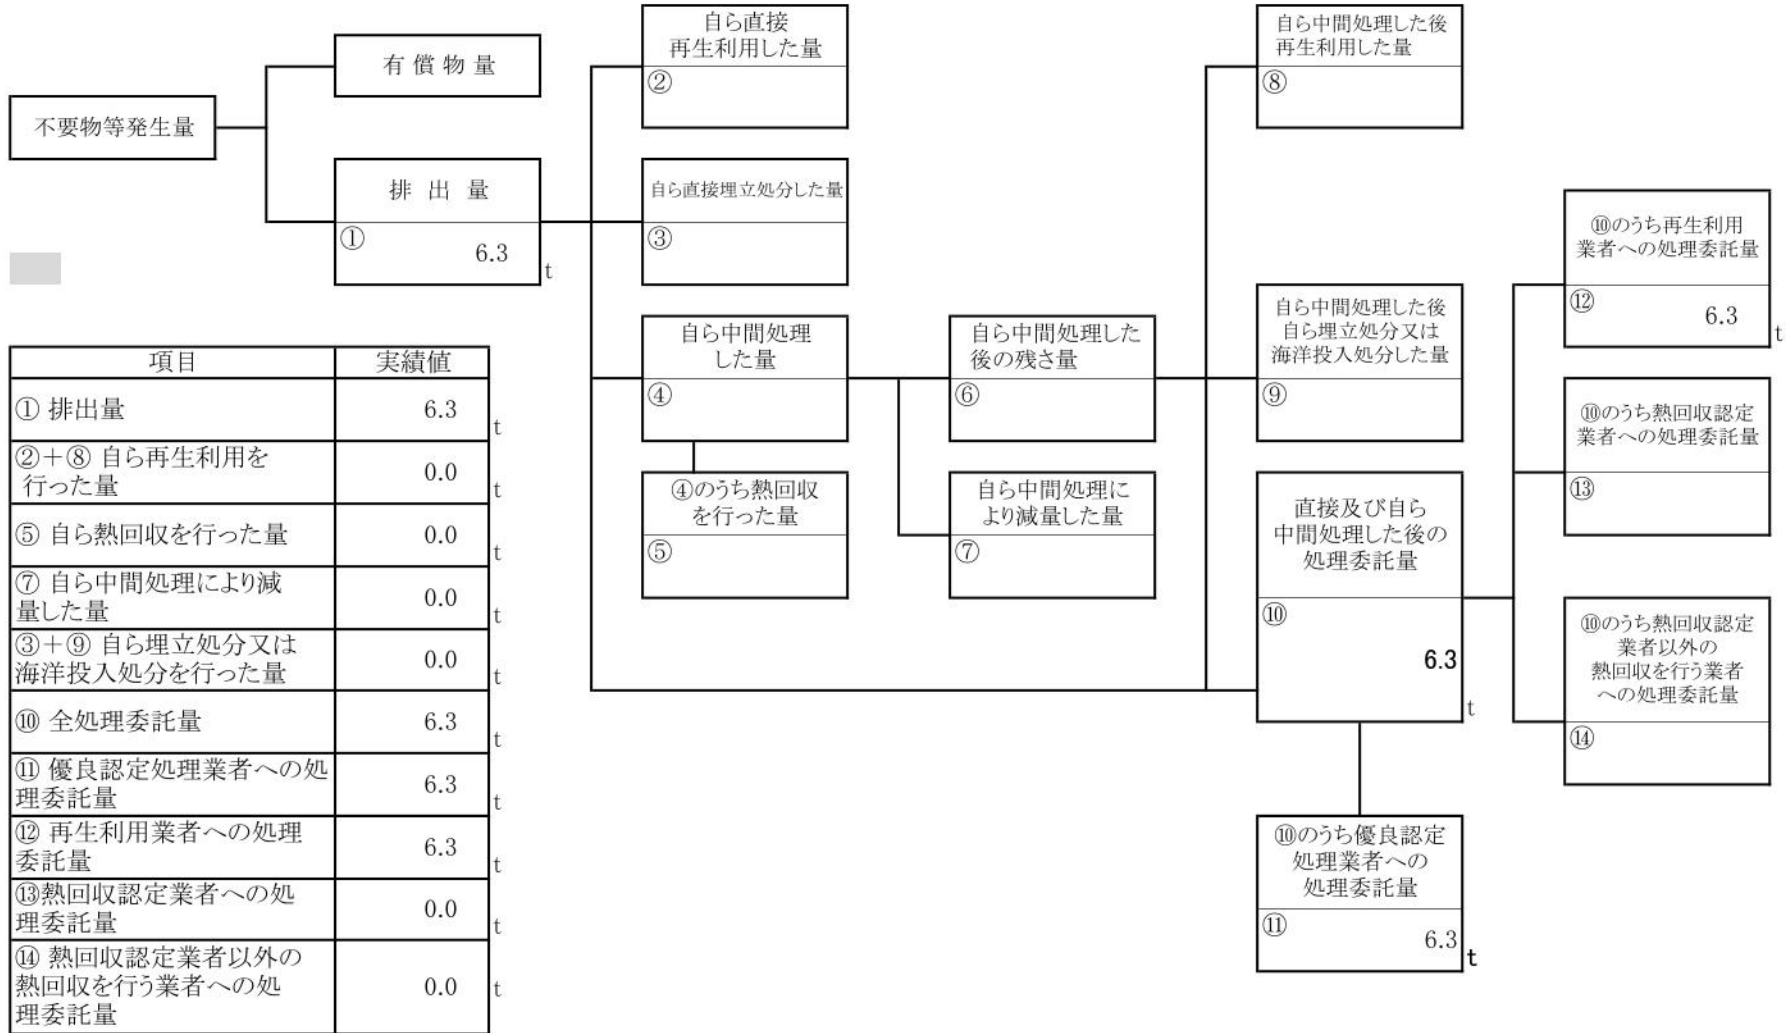 不要物等発生量
有償物量
排出量
①
6.3
t
自ら直接
再生利用した量
②
自ら直接埋立処分した量
③
自ら中間処理
した量
④
④のうち熱回収
を行った量
⑤
自ら中間処理した
後の残さ量
⑥
自ら中間処理に
より減量した量
⑦
自ら中間処理した後
再生利用した量
⑧
自ら中間処理した後
自ら埋立処分又は
海洋投入処分した量
⑨
直接及び自ら
中間処理した後の
処理委託量
⑩
6.3
t
⑩のうち優良認定
処理業者への
処理委託量
⑪
6.3
t
⑩のうち再生利用
業者への処理委託量
⑫
6.3
t
⑩のうち熱回収認定
業者への処理委託量
⑬
⑩のうち熱回収認定
業者以外の
熱回収を行う業者
への処理委託量
⑭
項目 実績値
① 排出量 6.3 t
②+⑧ 自ら再生利用を
行った量 0.0 t
⑤ 自ら熱回収を行った量 0.0 t
⑦ 自ら中間処理により減
量した量 0.0 t
③+⑨ 自ら埋立処分又は
海洋投入処分を行った量 0.0 t
⑩ 全処理委託量 6.3 t
⑪ 優良認定処理業者への処
理委託量 6.3 t
⑫ 再生利用業者への処理
委託量 6.3 t
⑬熱回収認定業者への処
理委託量 0.0 t
⑭ 熱回収認定業者以外の
熱回収を行う業者への処
理委託量 0.0 t